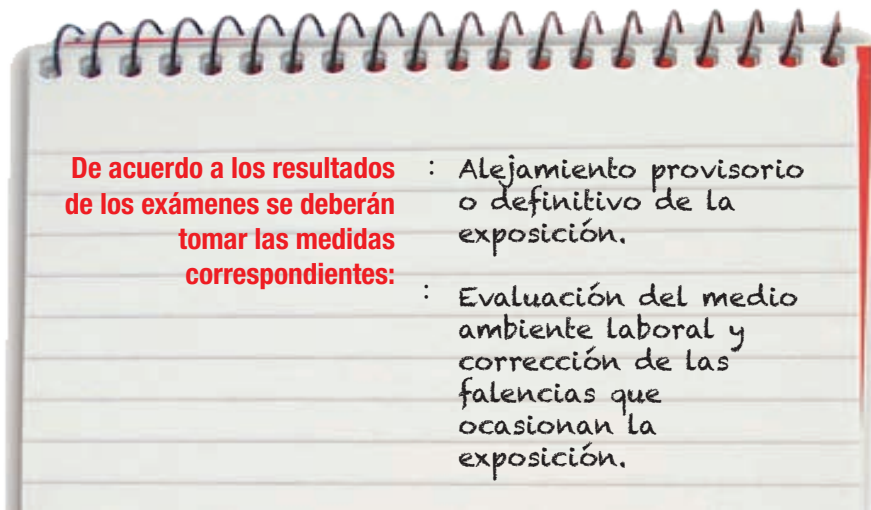 De acuerdo a los resultados
de los exámenes se deberán
tomar las medidas
correspondientes:
: Alejamiento provisorio
o definitivo de la
exposición.
: Evaluación del medio
ambiente laboral y
corrección de las
falencias que
ocasionan la
exposición.